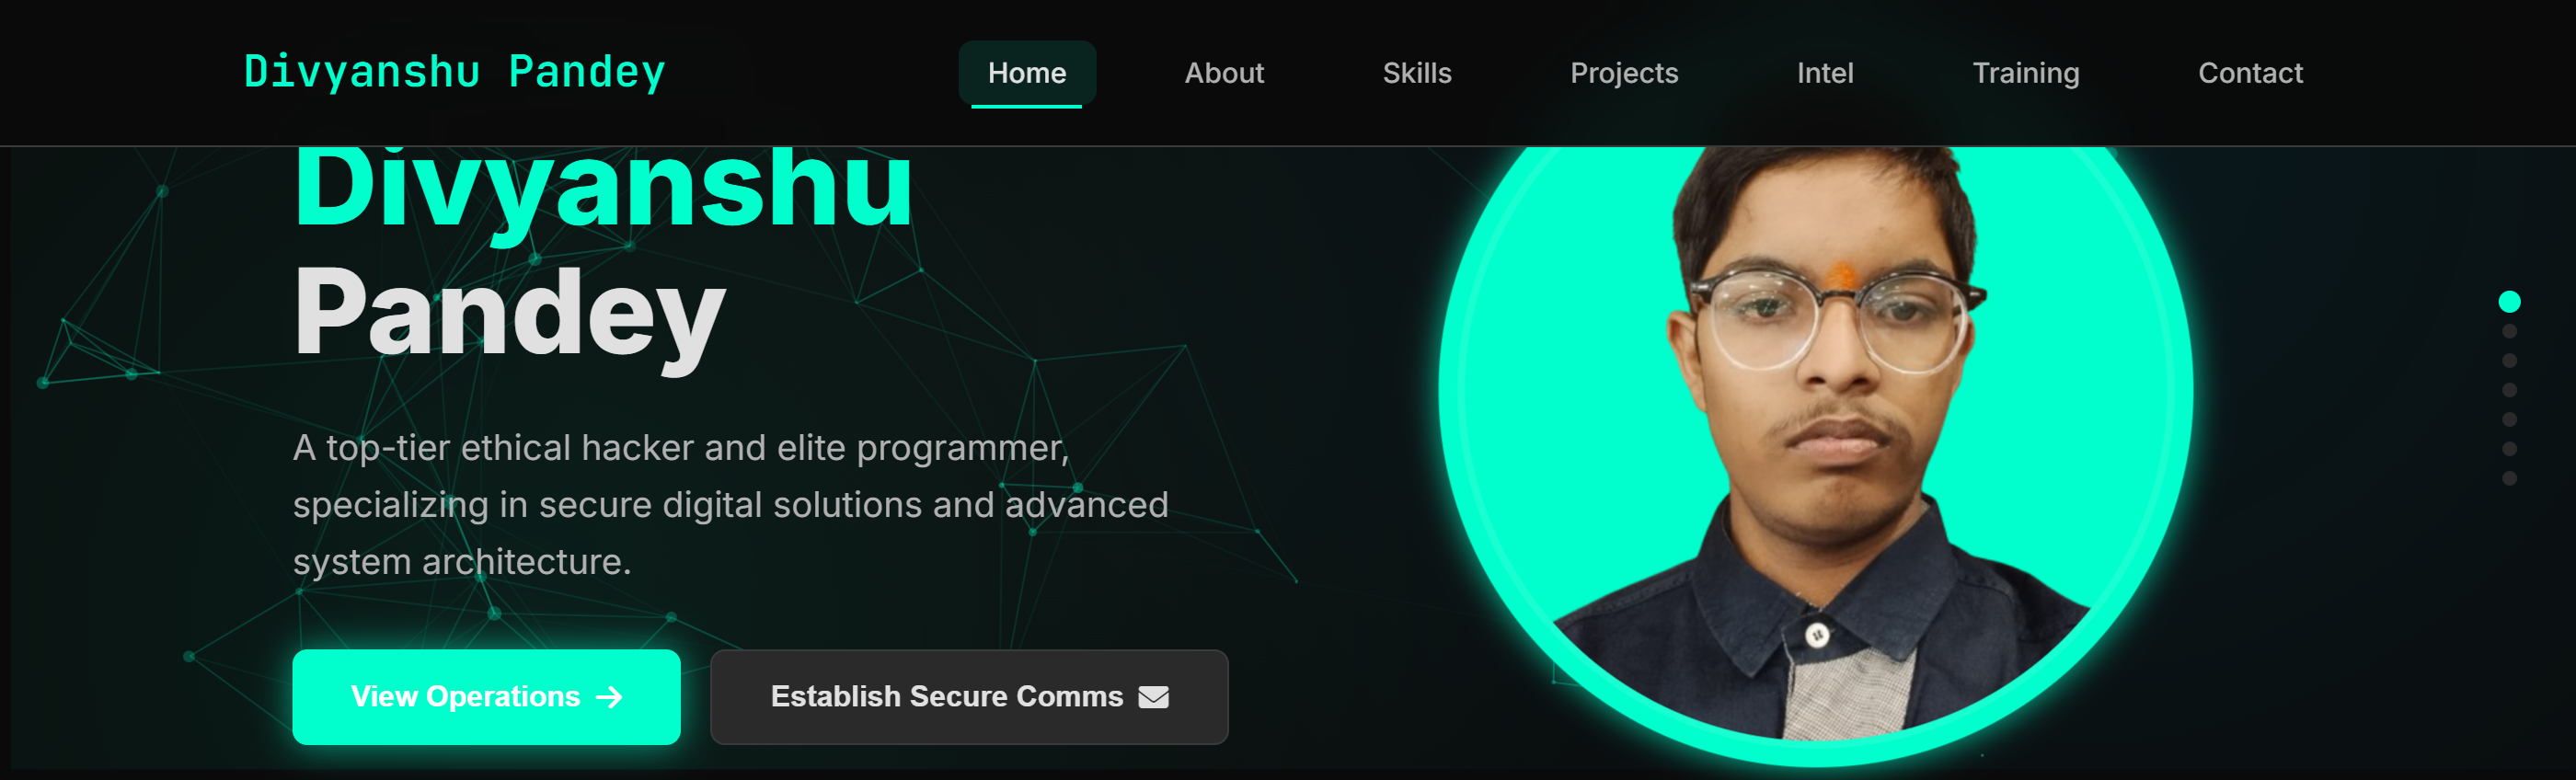 Divyanshu Pandey
Home About Skills Projects Intel Training Contact
Divyanshu
Pandey
A top-tier ethical hacker and elite programmer,
specializing in secure digital solutions and advanced
system architecture.
View Operations
Establish Secure Comms